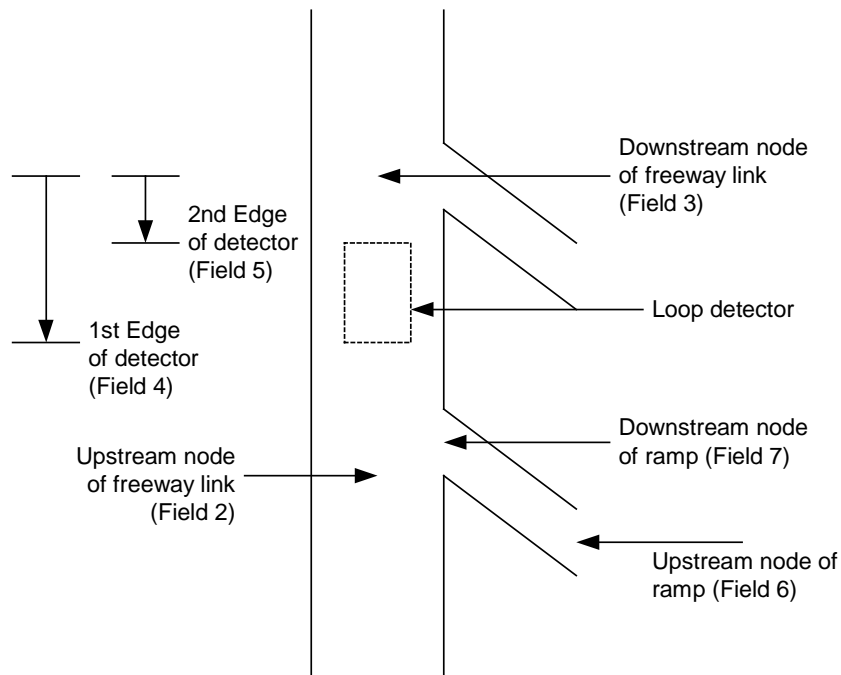 Downstream node
of freeway link
(Field 3)
2nd Edge
of detector
(Field 5)
Loop detector
1st Edge
of detector
(Field 4)
Downstream node
of ramp (Field 7)
Upstream node
of freeway link
(Field 2)
Upstream node of
ramp (Field 6)